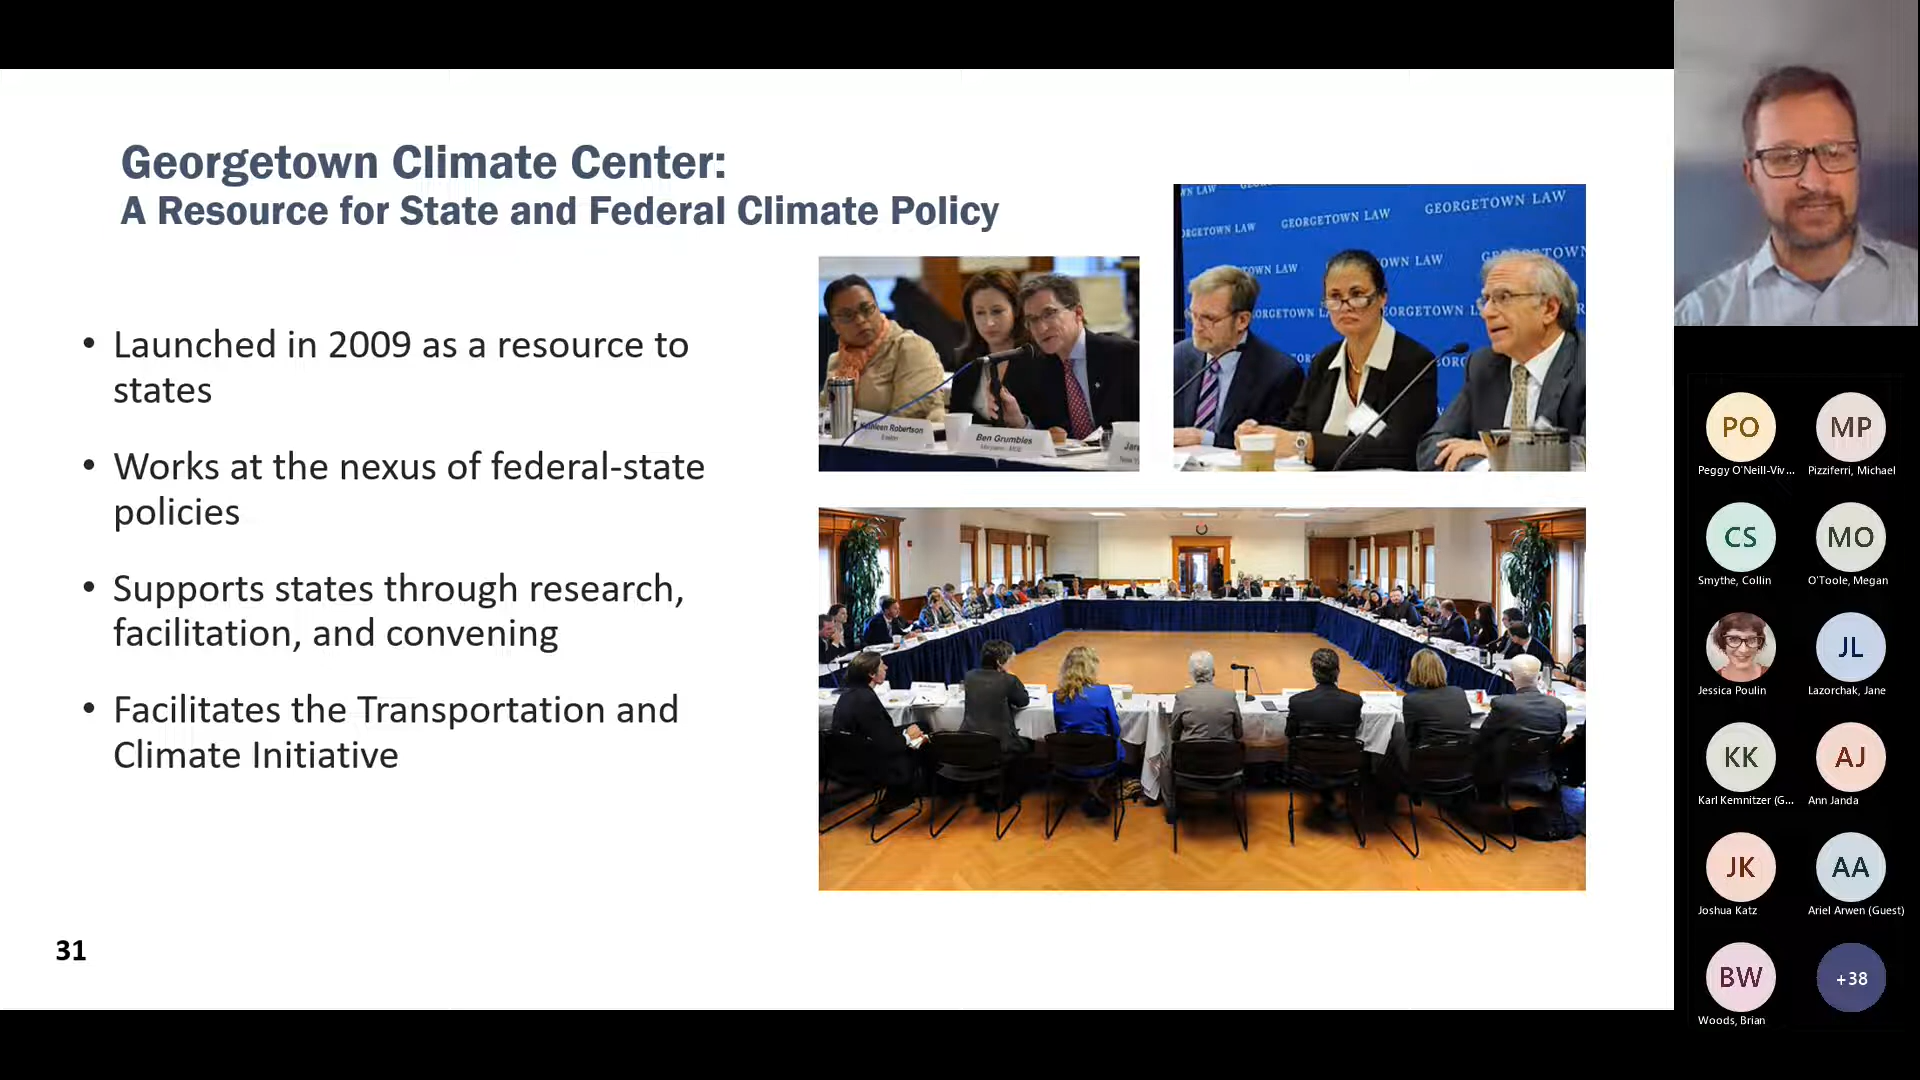 Georgetown Climate Center:
A Resource for State and Federal Climate Policy
• Launched in 2009 as a resource to
states
• Works at the nexus of federal-state
policies
• Supports states through research,
facilitation, and convening
• Facilitates the Transportation and
Climate Initiative
31
Kathleen Robertson
Exelon
Ben Grumbles
GEORGETOWN LAW
GEORGETOWN LAW
PO
Peggy O'Neill-Viv...
MP
Pizziferri, Michael
CS
Smythe, Collin
MO
O'Toole, Megan
Jessica Poulin
JL
Lazorchak, Jane
KK
Karl Kemnitzer (G...
AJ
Ann Janda
JK
Joshua Katz
AA
Ariel Arwen (Guest)
BW
Woods, Brian
+38